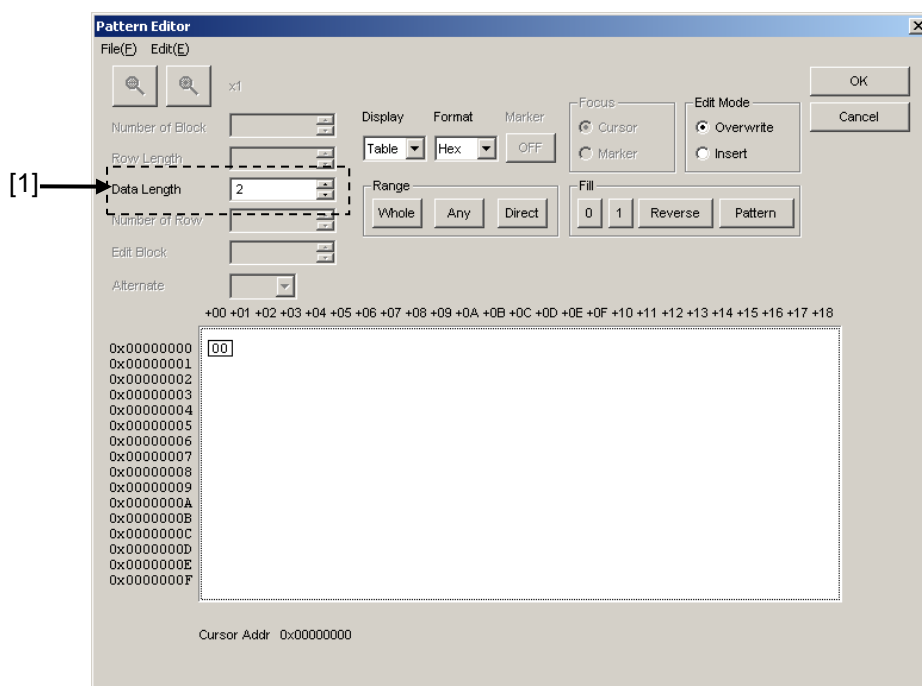 Pattern Editor
File(F) Edit(E)
x1
OK
Cancel
Number of Block
Row Length
[1]
Data Length 2
Number of Row
Edit Block
Alternate
Display Format Marker
Table Hex OFF
Focus
Cursor
Marker
Edit Mode
Overwrite
Insert
Range
Whole Any Direct
Fill
0 1 Reverse Pattern
+00 +01 +02 +03 +04 +05 +06 +07 +08 +09 +0A +0B +0C +0D +0E +0F +10 +11 +12 +13 +14 +15 +16 +17 +18
0x00000000 00
0x00000001
0x00000002
0x00000003
0x00000004
0x00000005
0x00000006
0x00000007
0x00000008
0x00000009
0x0000000A
0x0000000B
0x0000000C
0x0000000D
0x0000000E
0x0000000F
Cursor Addr 0x00000000